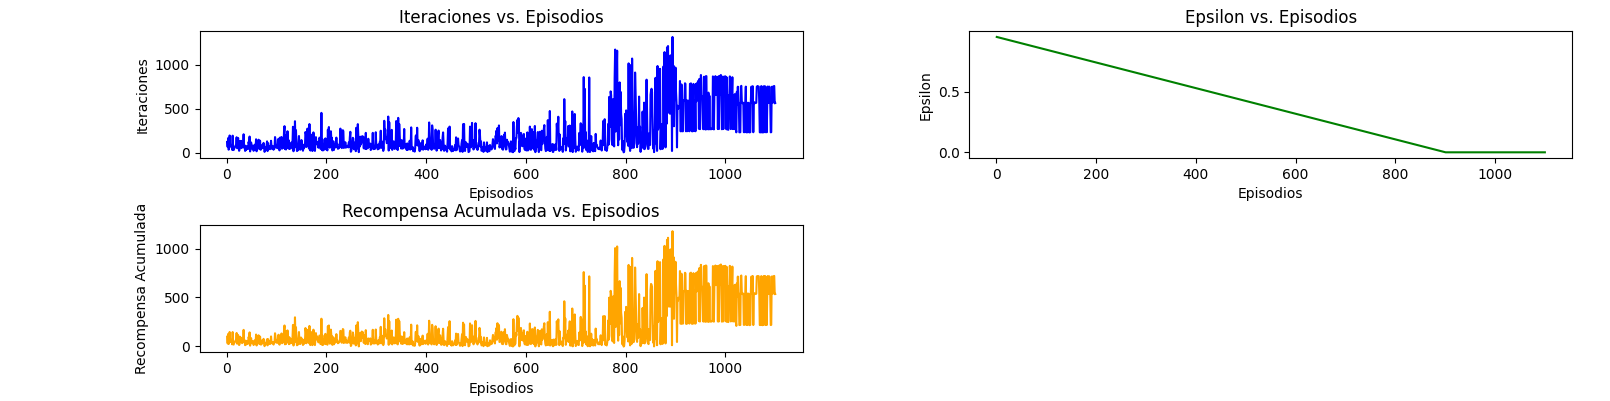 Iteraciones vs. Episodios
Iteraciones
1000
500
0
0 200 400 600 800 1000
Episodios
Epsilon vs. Episodios
Epsilon
0.5
0.0
0 200 400 600 800 1000
Episodios
Recompensa Acumulada vs. Episodios
Recompensa Acumulada
1000
500
0
0 200 400 600 800 1000
Episodios